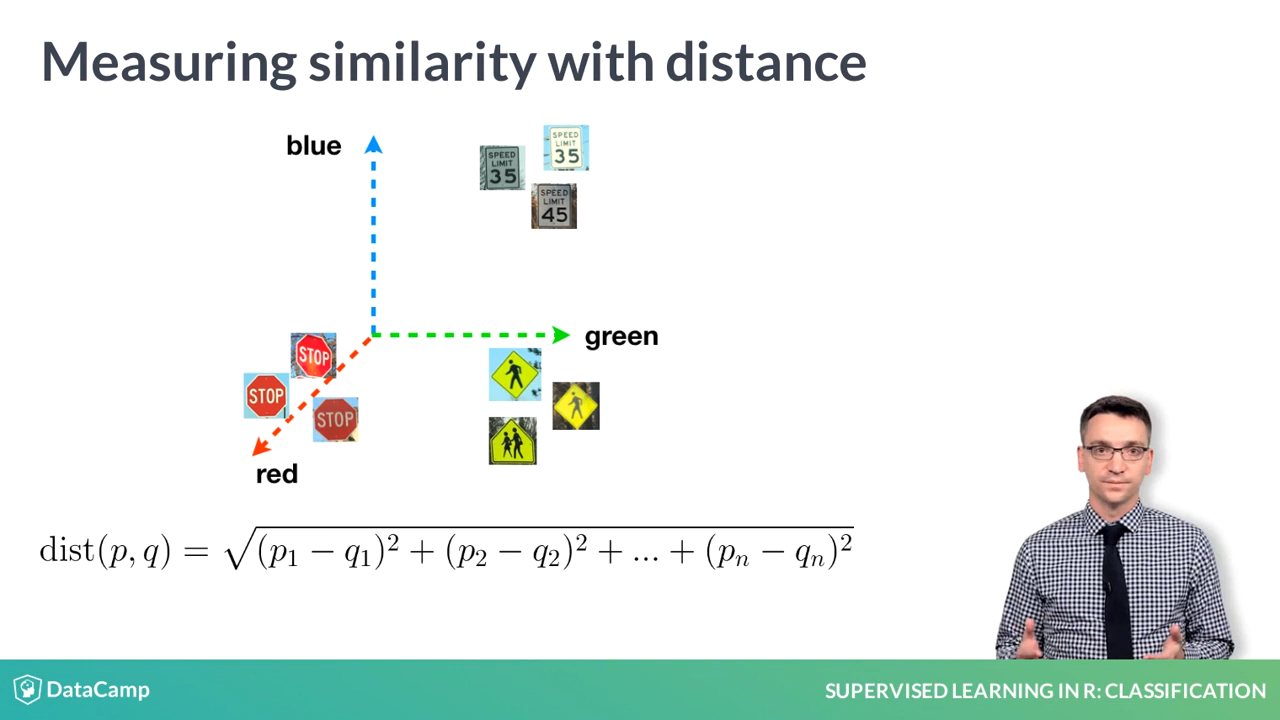 Measuring similarity with distance
blue
SPEED
LIMIT
35
SPEED
LIMIT
35
SPEED
LIMIT
45
green
STOP
STOP
STOP
red
dist(p, q) = √(p₁ − q₁)² + (p₂ − q₂)² + ... + (pₙ − qₙ)²
DataCamp
SUPERVISED LEARNING IN R: CLASSIFICATION